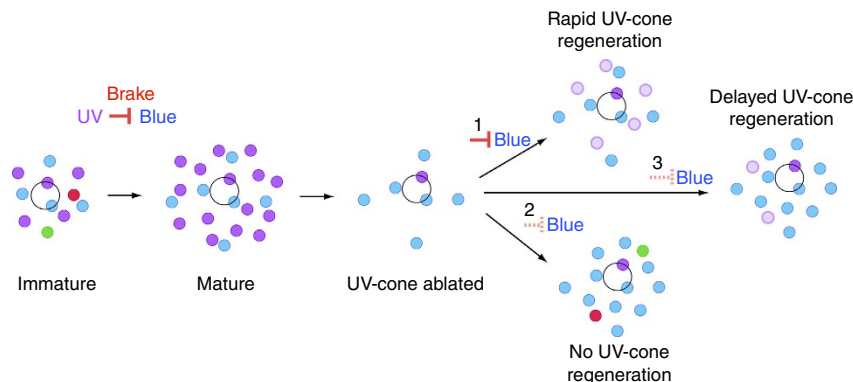 Rapid UV-cone
regeneration
Brake
UV Blue
Delayed UV-cone
regeneration
1
Blue
3
Blue
2
Blue
Immature
Mature
UV-cone ablated
No UV-cone
regeneration